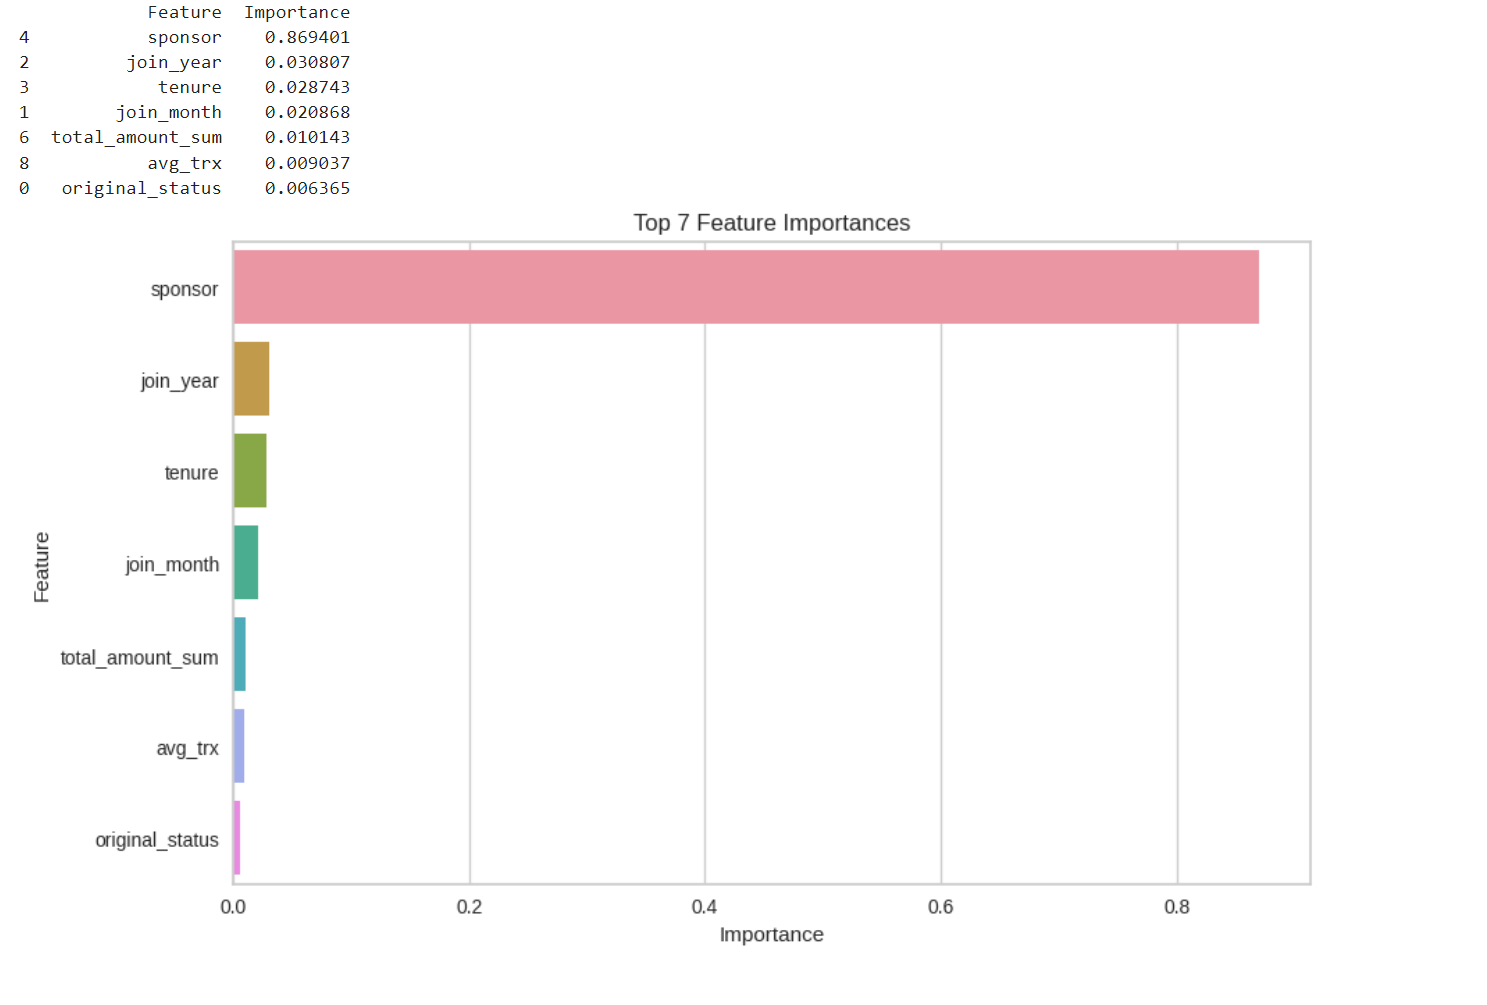 Feature Importance
4 sponsor 0.869401
2 join_year 0.030807
3 tenure 0.028743
1 join_month 0.020868
6 total_amount_sum 0.010143
8 avg_trx 0.009037
0 original_status 0.006365
Top 7 Feature Importances
sponsor
join_year
tenure
join_month
total_amount_sum
avg_trx
original_status
Feature
0.0 0.2 0.4 0.6 0.8
Importance